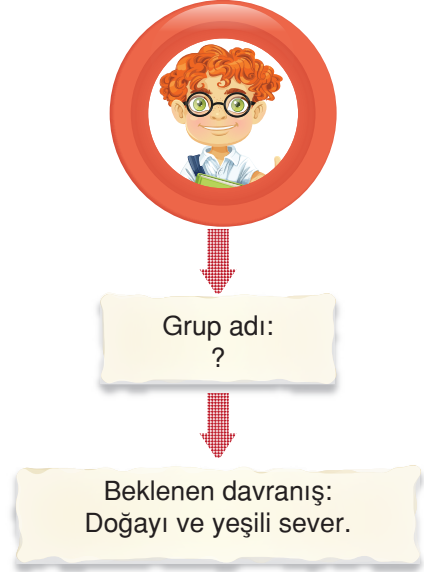 Grup adı:
?
Beklenen davranış:
Doğayı ve yeşili sever.